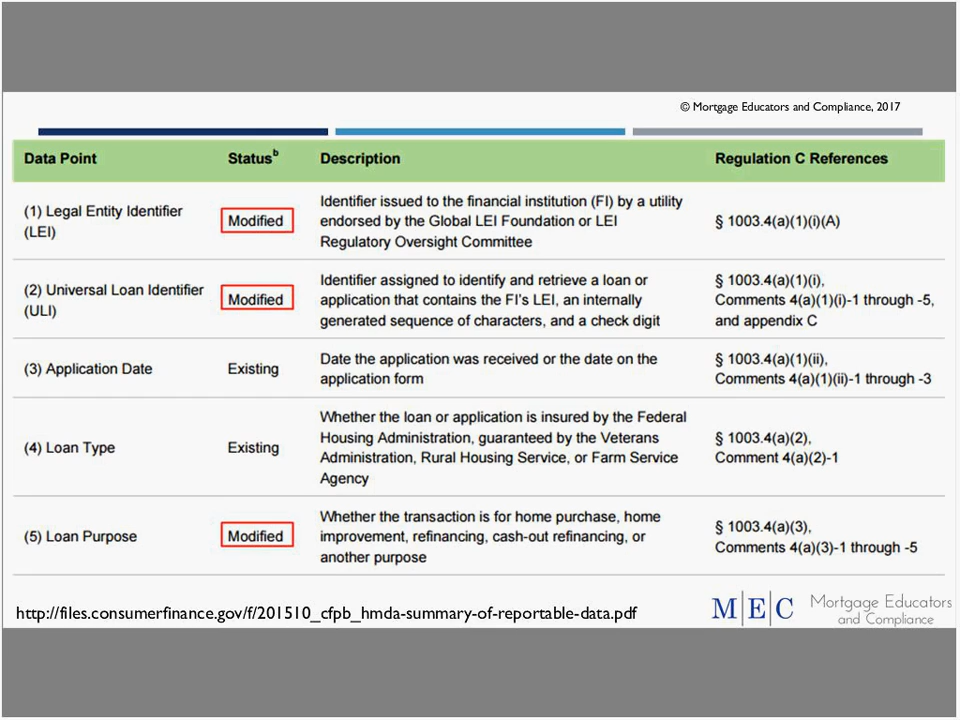 © Mortgage Educators and Compliance, 2017
Data Point Status b Description Regulation C References
(1) Legal Entity Identifier
(LEI)
Modified
Identifier issued to the financial institution (FI) by a utility
endorsed by the Global LEI Foundation or LEI
Regulatory Oversight Committee
§ 1003.4(a)(1)(i)(A)
(2) Universal Loan Identifier
(ULI)
Modified
Identifier assigned to identify and retrieve a loan or
application that contains the FI's LEI, an internally
generated sequence of characters, and a check digit
§ 1003.4(a)(1)(i),
Comments 4(a)(1)(i)-1 through -5,
and appendix C
(3) Application Date
Existing
Date the application was received or the date on the
application form
§ 1003.4(a)(1)(ii),
Comments 4(a)(1)(ii)-1 through -3
(4) Loan Type
Existing
Whether the loan or application is insured by the Federal
Housing Administration, guaranteed by the Veterans
Administration, Rural Housing Service, or Farm Service
Agency
§ 1003.4(a)(2),
Comment 4(a)(2)-1
(5) Loan Purpose
Modified
Whether the transaction is for home purchase, home
improvement, refinancing, cash-out refinancing, or
another purpose
§ 1003.4(a)(3),
Comments 4(a)(3)-1 through -5
http://files.consumerfinance.gov/f/201510_cfpb_hmda-summary-of-reportable-data.pdf
M|E|C
Mortgage Educators
and Compliance